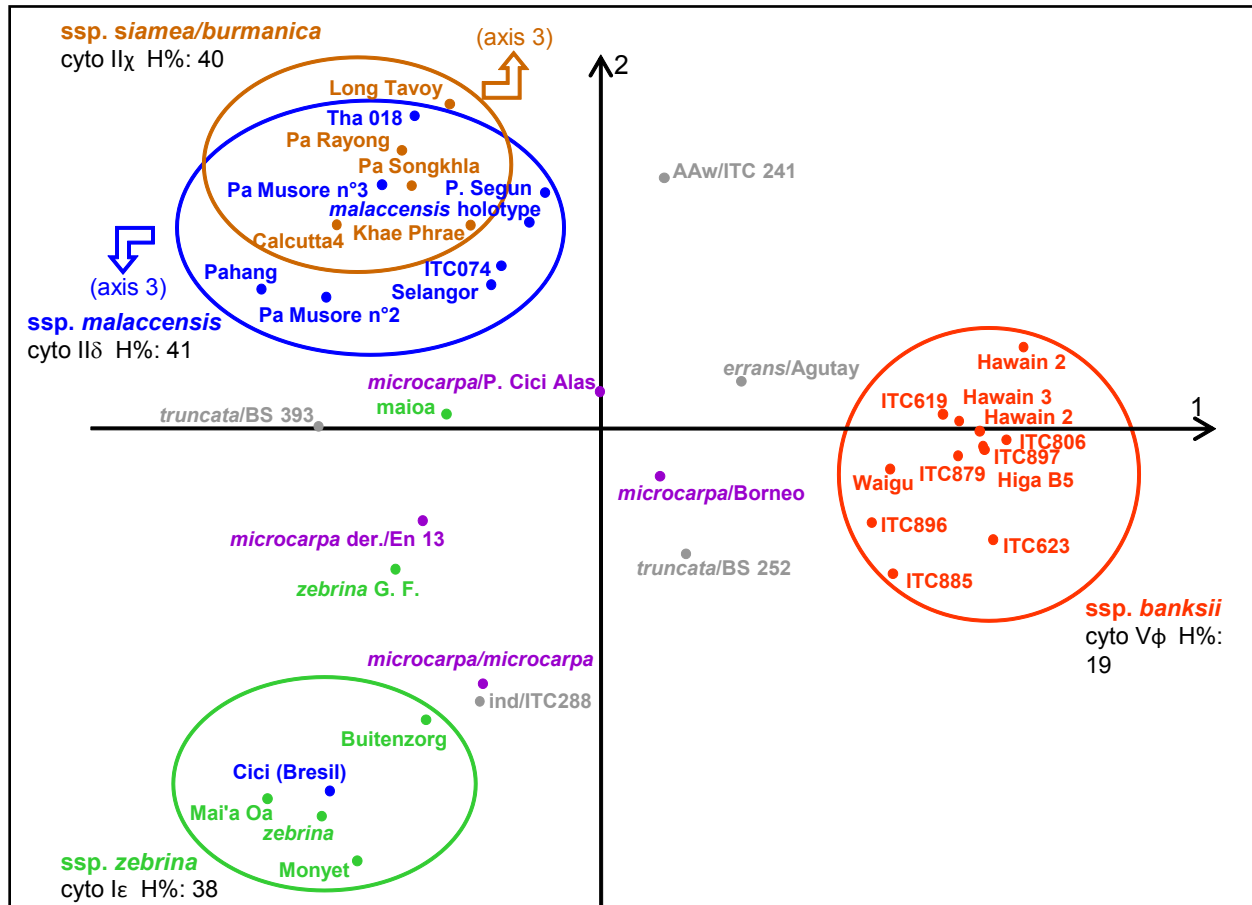 ssp. siamea/burmanica
cyto IIχ H%: 40
(axis 3)
2
Long Tavoy
Tha 018
Pa Rayong
Pa Songkhla
Pa Musore n°3
P. Segun
malaccensis holotype
Calcutta4
Khae Phrae
AAw/ITC 241
(axis 3)
Pahang
ITC074
Selangor
Pa Musore n°2
ssp. malaccensis
cyto IIδ H%: 41
microcarpa/P. Cici Alas
maioa
truncata/BS 393
errans/Agutay
1
Hawain 2
ITC619
Hawain 3
Hawain 2
ITC806
ITC897
ITC879
Higa B5
Waigu
ITC896
ITC623
ITC885
microcarpa/Borneo
microcarpa der./En 13
truncata/BS 252
zebrina G. F.
ssp. banksii
cyto Vφ H%:
19
microcarpa/microcarpa
ind/ITC288
Buitenzorg
Cici (Bresil)
Mai'a Oa
zebrina
Monyet
ssp. zebrina
cyto Iε H%: 38